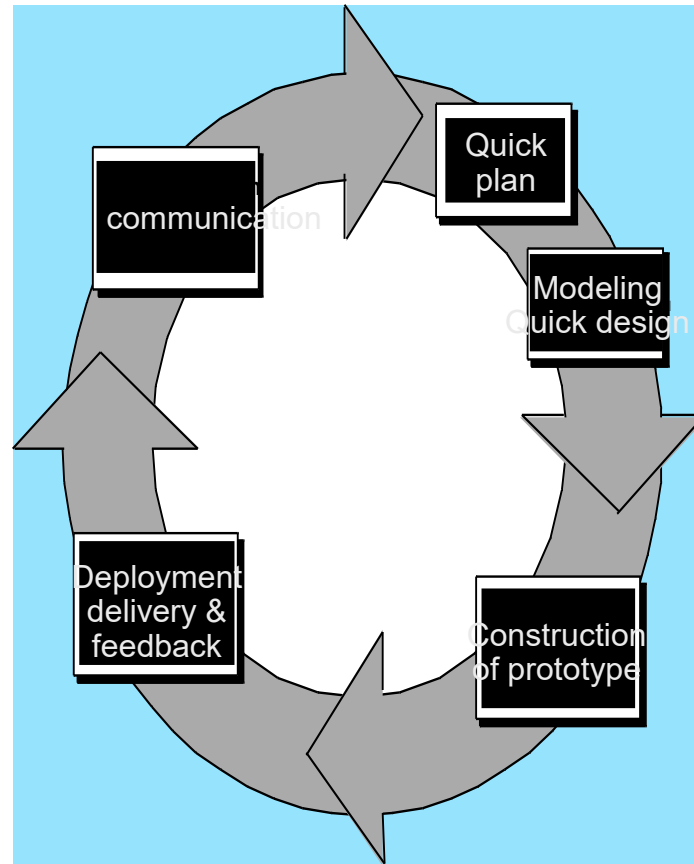 communication
Quick
plan
Modeling
Quick design
Construction
of prototype
Deployment
delivery &
feedback